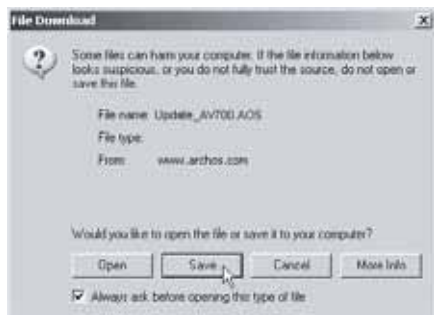 File Download
Some files can harm your computer. If the file information below
looks suspicious, or you do not fully trust the source, do not open or
save this file.
File name: Update_AV700.AOS
File type:
From: www.archos.com
Would you like to open the file or save it to your computer?
Open Save Cancel More Info
Always ask before opening this type of file